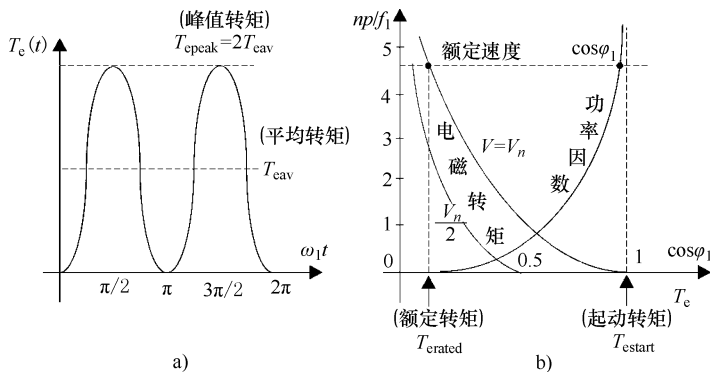 (峰值转矩)
Te(t)
Tepeak=2Teav
(平均转矩)
Teav
ω1t
π/2
π
3π/2
2π
a)
np/f1
5
额定速度
cosφ1
4
3
2
1
0
电磁转矩
V=Vn
Vn/2
功率因数
0.5
1
cosφ1
Te
(额定转矩)
Terated
(起动转矩)
Testart
b)